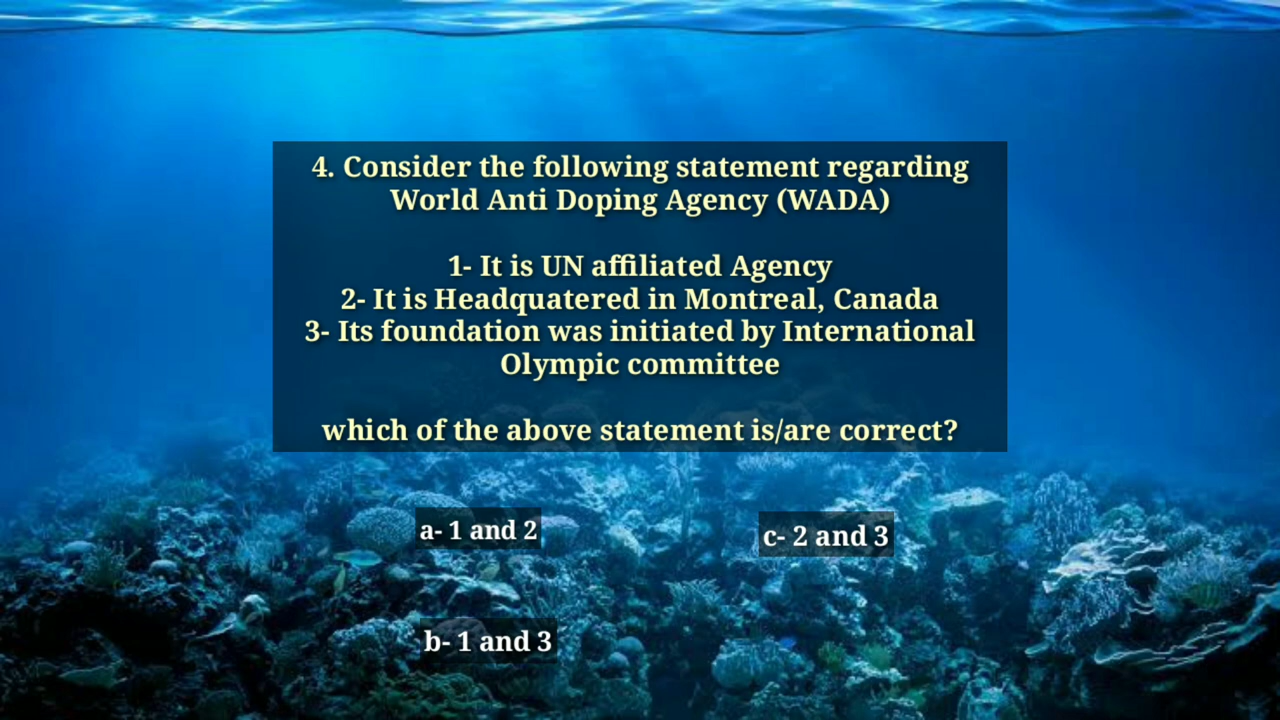 4. Consider the following statement regarding
World Anti Doping Agency (WADA)
1- It is UN affiliated Agency
2- It is Headquatered in Montreal, Canada
3- Its foundation was initiated by International
Olympic committee
which of the above statement is/are correct?
a- 1 and 2
c- 2 and 3
b- 1 and 3